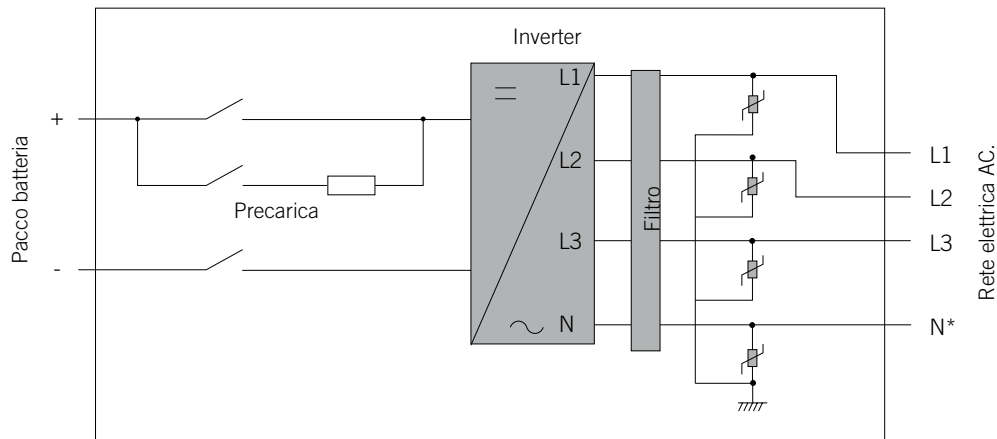 Inverter
Pacco batteria
+
-
Precarica
L1
L2
L3
N
Filtro
L1
L2
L3
N*
Rete elettrica AC.